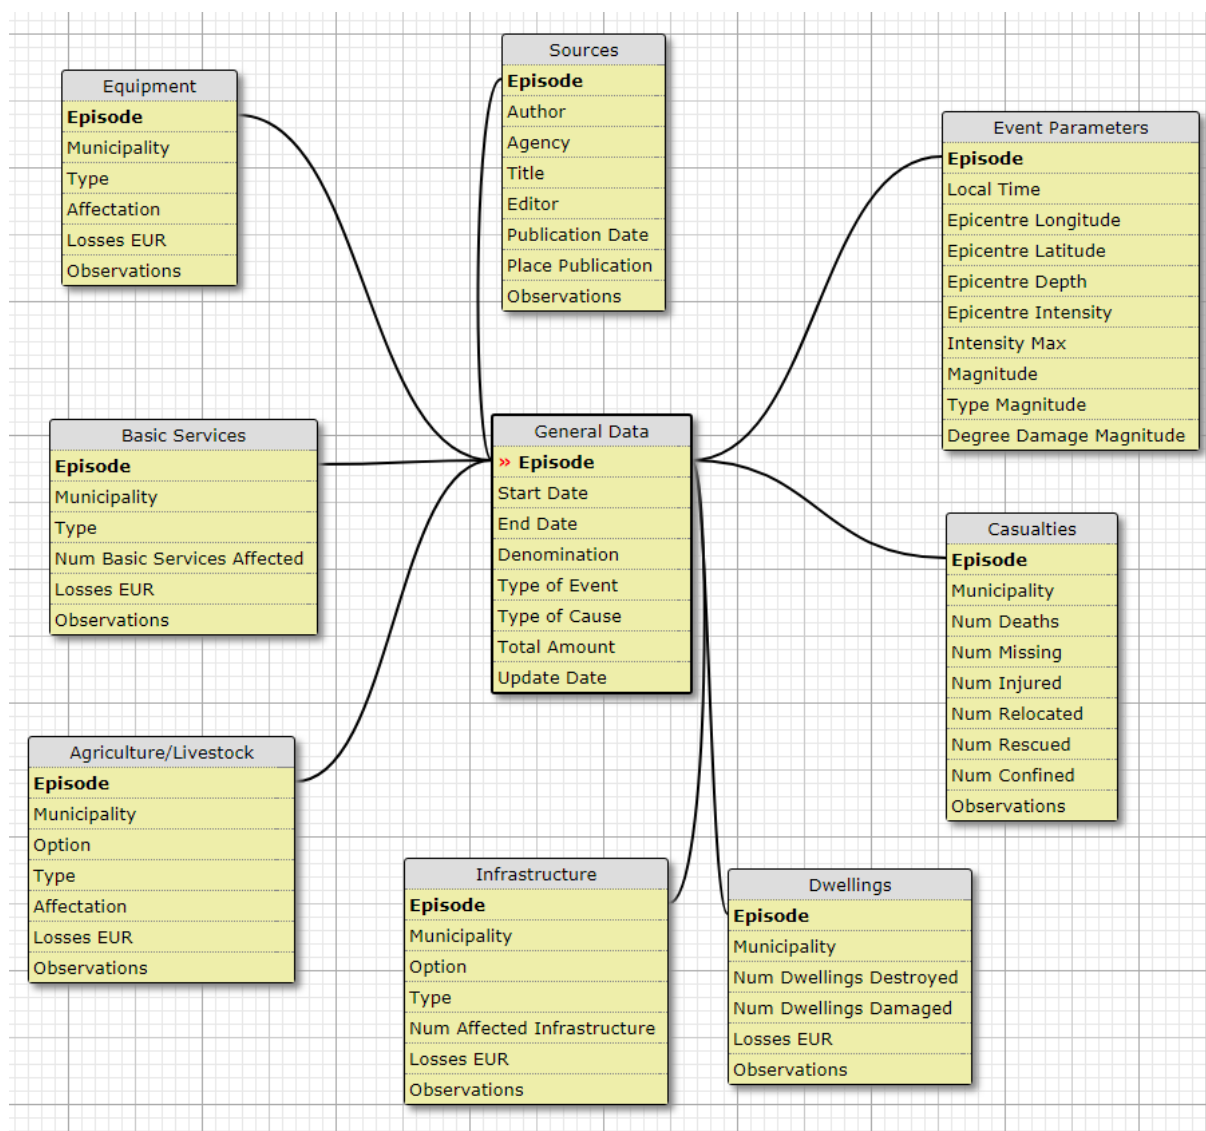 Sources
Episode
Author
Agency
Title
Editor
Publication Date
Place Publication
Observations
Equipment
Episode
Municipality
Type
Affectation
Losses EUR
Observations
Event Parameters
Episode
Local Time
Epicentre Longitude
Epicentre Latitude
Epicentre Depth
Epicentre Intensity
Intensity Max
Magnitude
Type Magnitude
Degree Damage Magnitude
Basic Services
Episode
Municipality
Type
Num Basic Services Affected
Losses EUR
Observations
General Data
» Episode
Start Date
End Date
Denomination
Type of Event
Type of Cause
Total Amount
Update Date
Casualties
Episode
Municipality
Num Deaths
Num Missing
Num Injured
Num Relocated
Num Rescued
Num Confined
Observations
Agriculture/Livestock
Episode
Municipality
Option
Type
Affectation
Losses EUR
Observations
Infrastructure
Episode
Municipality
Option
Type
Num Affected Infrastructure
Losses EUR
Observations
Dwellings
Episode
Municipality
Num Dwellings Destroyed
Num Dwellings Damaged
Losses EUR
Observations